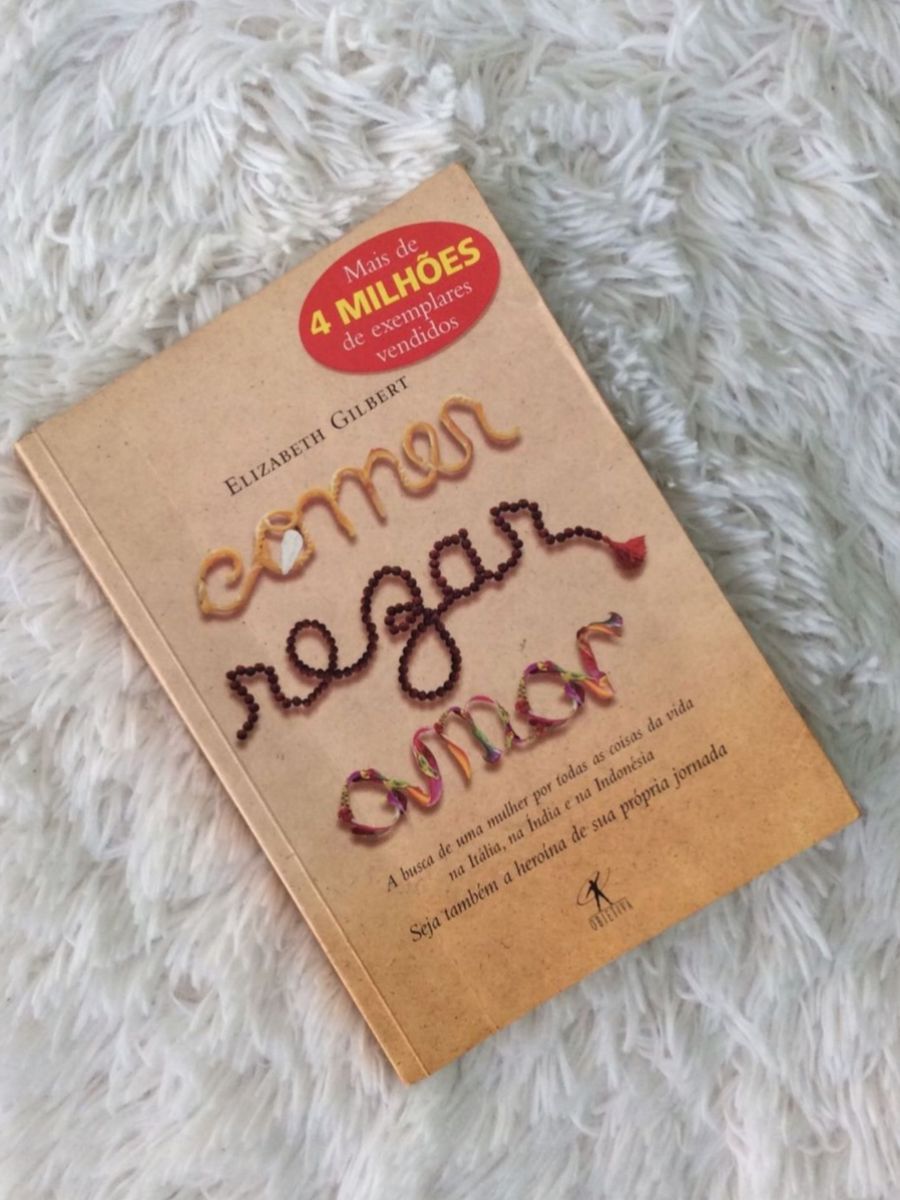 Mais de
4 MILHÕES
de exemplares
vendidos
ELIZABETH GILBERT
comer
rezar
amar
A busca de uma mulher por todas as coisas da vida
na Itália, na Índia e na Indonésia
Seja também a heroína de sua própria jornada
OBJETIVA